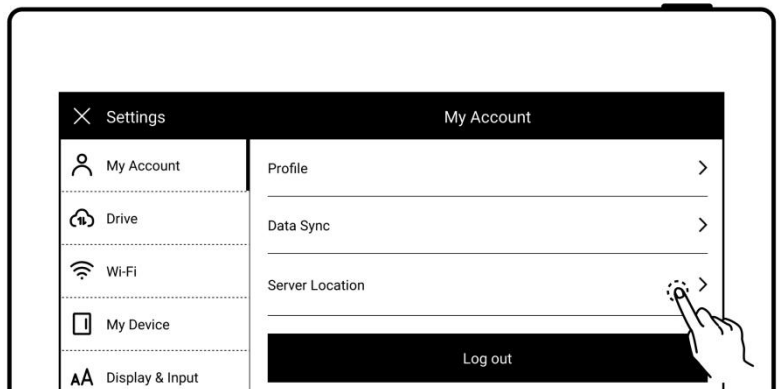 Settings
My Account
My Account
Drive
Wi-Fi
My Device
Display & Input
Profile
Data Sync
Server Location
Log out